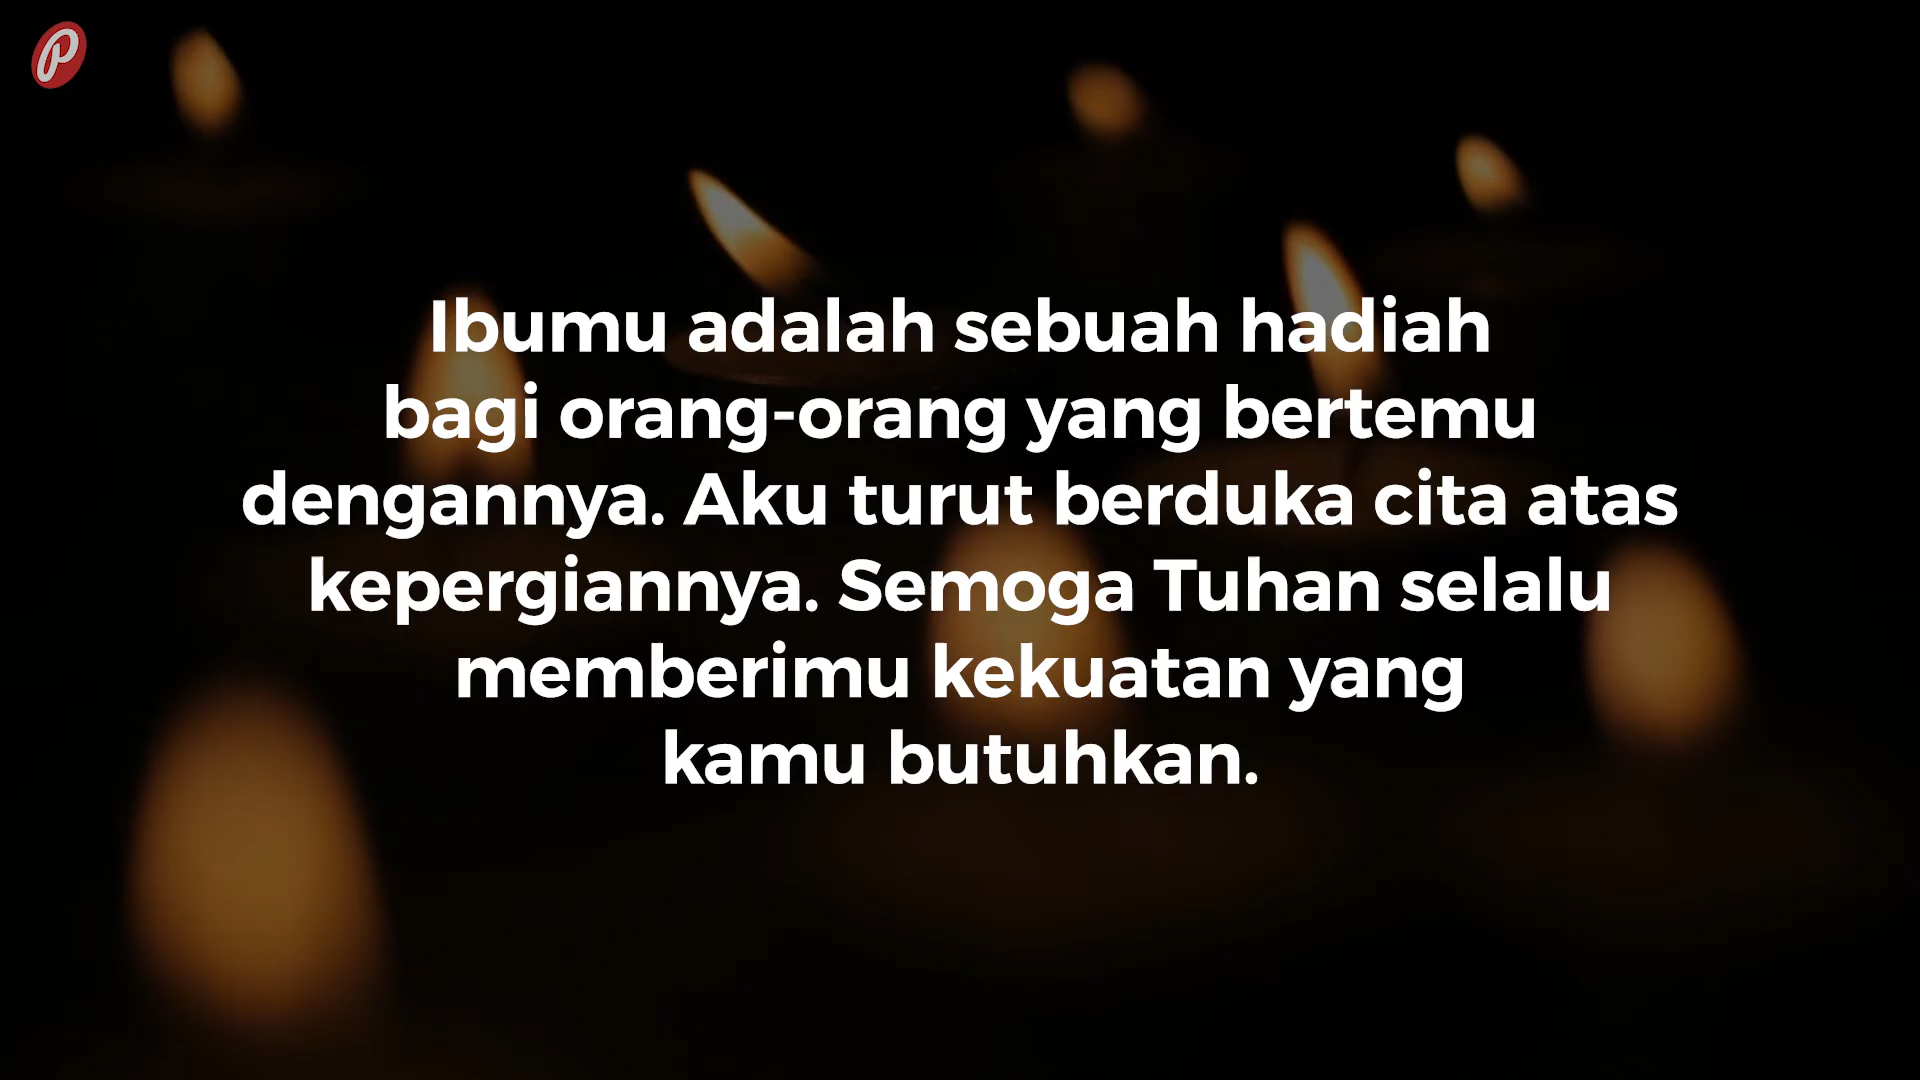 P
Ibumu adalah sebuah hadiah
bagi orang-orang yang bertemu
dengannya. Aku turut berduka cita atas
kepergiannya. Semoga Tuhan selalu
memberimu kekuatan yang
kamu butuhkan.